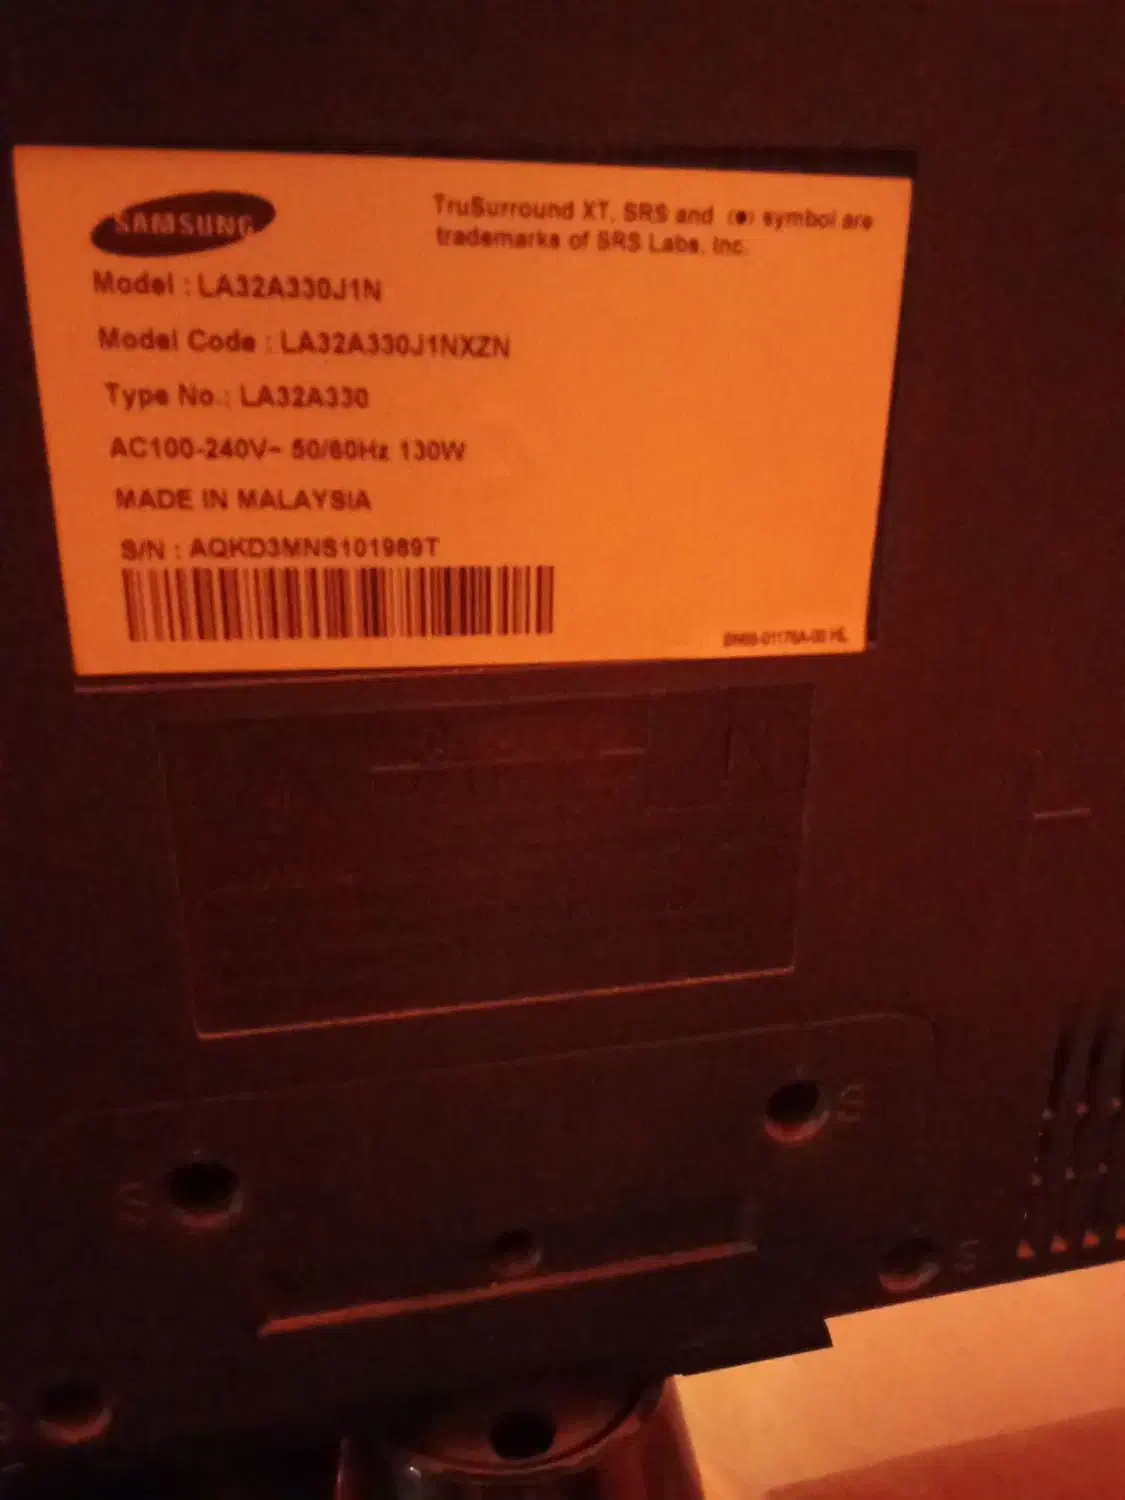 SAMSUNG
TruSurround XT, SRS and (●) symbol are
trademarks of SRS Labs, Inc.
Model : LA32A330J1N
Model Code : LA32A330J1NXZN
Type No.: LA32A330
AC100-240V~ 50/60Hz 130W
MADE IN MALAYSIA
S/N : AQKD3MNS101989T
S
S
S